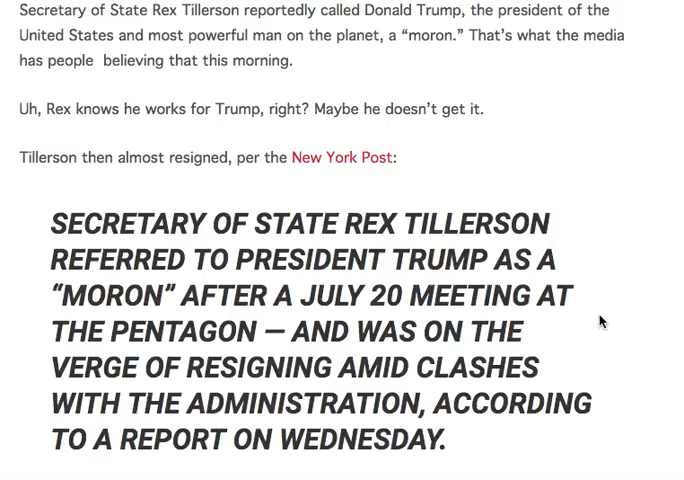 Secretary of State Rex Tillerson reportedly called Donald Trump, the president of the
United States and most powerful man on the planet, a “moron.” That’s what the media
has people  believing that this morning.
Uh, Rex knows he works for Trump, right? Maybe he doesn’t get it.
Tillerson then almost resigned, per the New York Post:
SECRETARY OF STATE REX TILLERSON
REFERRED TO PRESIDENT TRUMP AS A
“MORON” AFTER A JULY 20 MEETING AT
THE PENTAGON — AND WAS ON THE
VERGE OF RESIGNING AMID CLASHES
WITH THE ADMINISTRATION, ACCORDING
TO A REPORT ON WEDNESDAY.